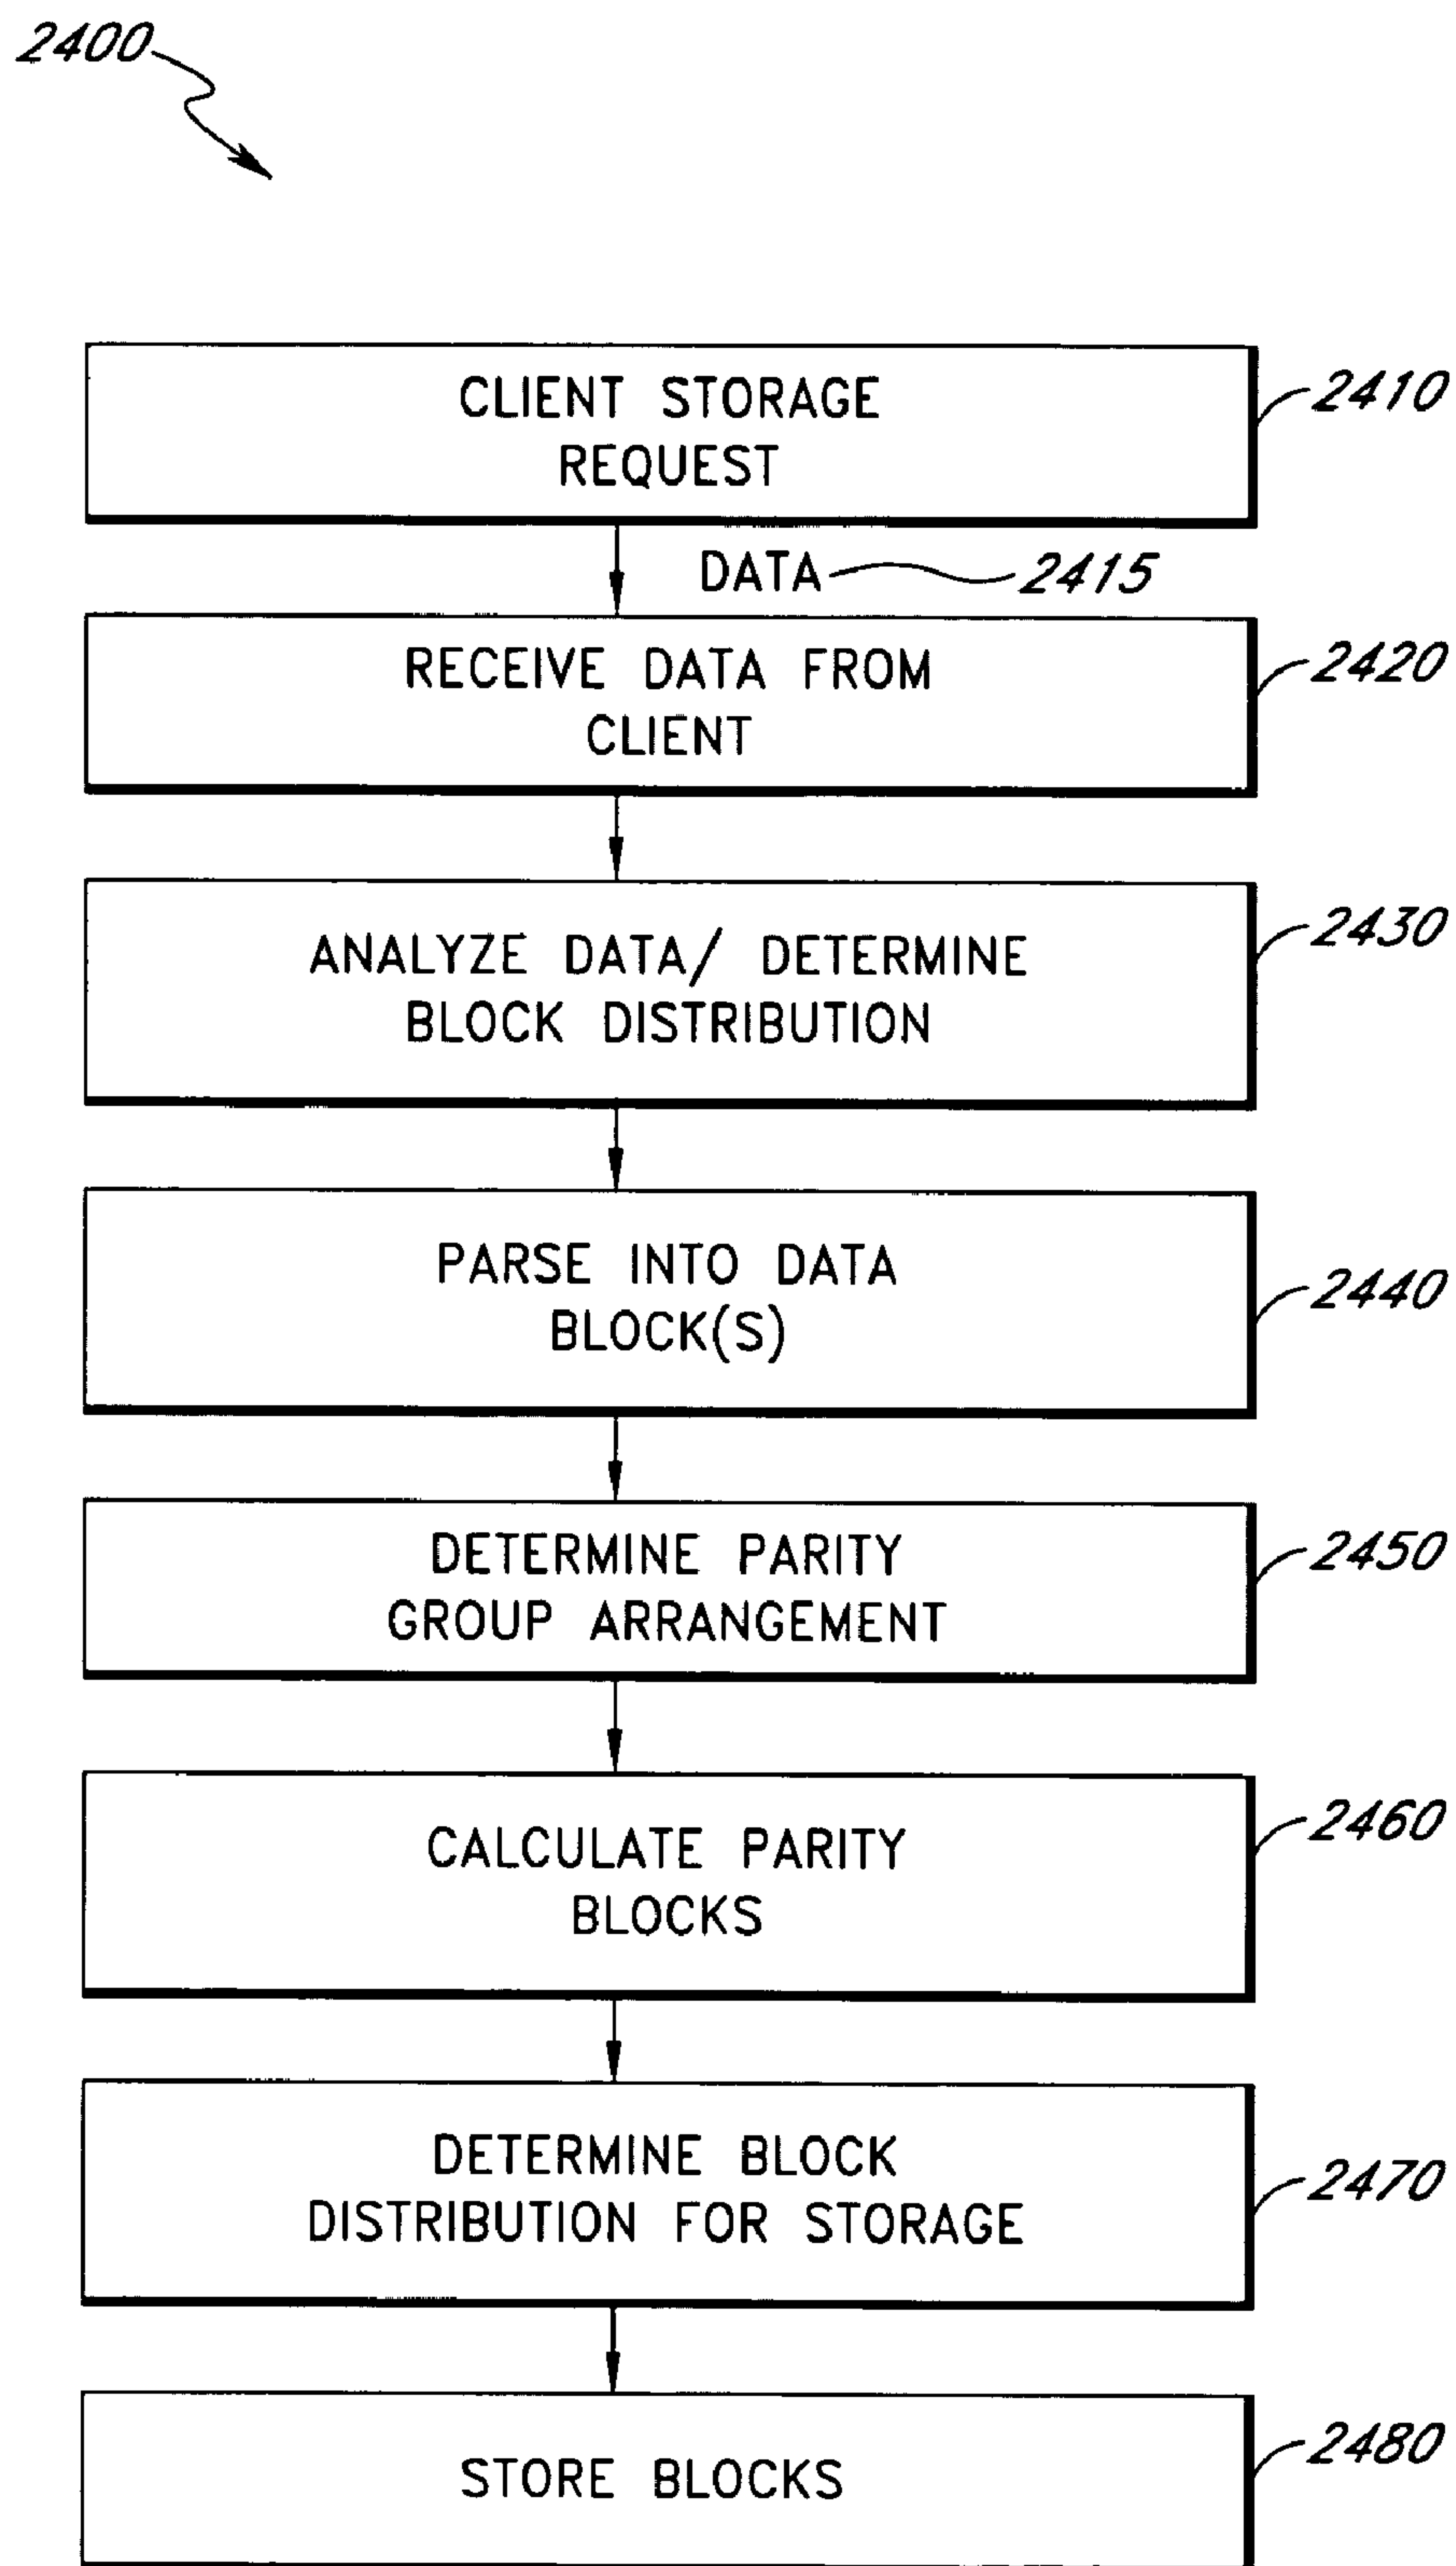 2400
CLIENT STORAGE
REQUEST
2410
DATA 2415
RECEIVE DATA FROM
CLIENT
2420
ANALYZE DATA/ DETERMINE
BLOCK DISTRIBUTION
2430
PARSE INTO DATA
BLOCK(S)
2440
DETERMINE PARITY
GROUP ARRANGEMENT
2450
CALCULATE PARITY
BLOCKS
2460
DETERMINE BLOCK
DISTRIBUTION FOR STORAGE
2470
STORE BLOCKS
2480